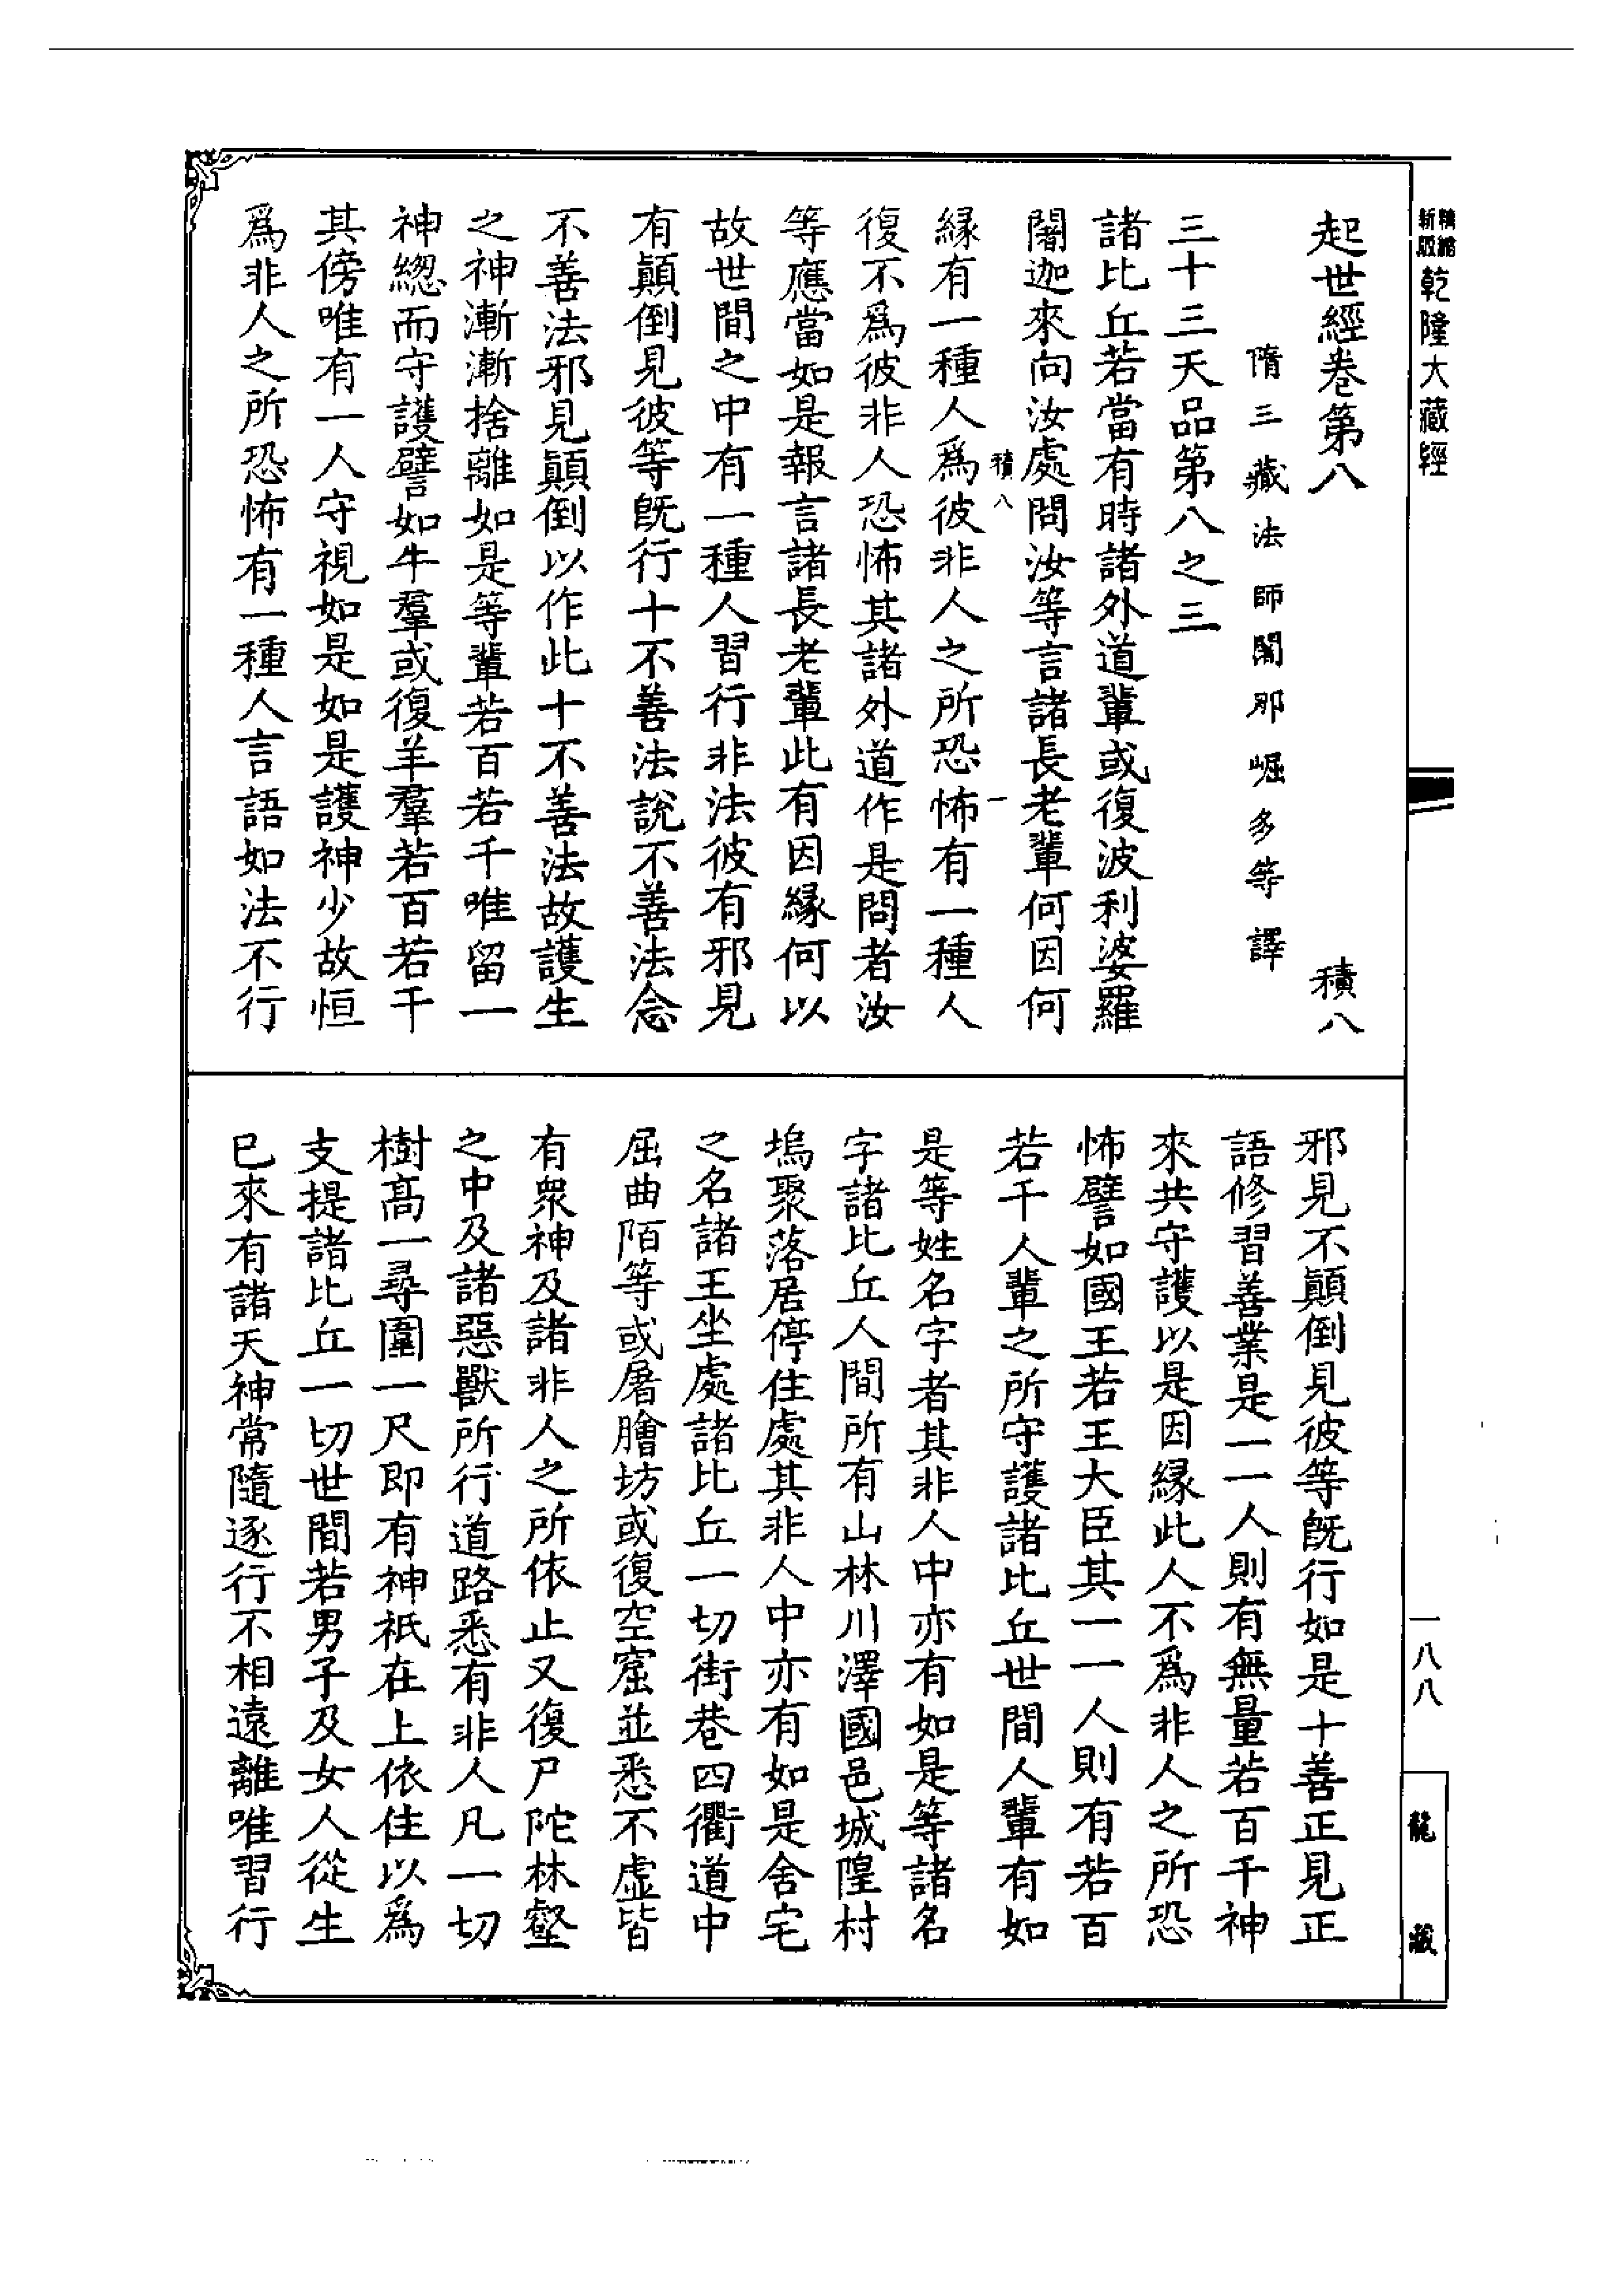 精縮新版乾隆大藏經
起世經卷第八 積八
隋三藏法師闍那崛多等譯
三十三天品第八之三
諸比丘若當有時諸外道輩或復波利婆羅
闍迦來向汝處問汝等言諸長老輩何因何
積八 一
緣有一種人爲彼非人之所恐怖有一種人
復不爲彼非人恐怖其諸外道作是問者汝
等應當如是報言諸長老輩此有因緣何以
故世間之中有一種人習行非法彼有邪見
有顛倒見彼等旣行十不善法說不善法念
不善法邪見顛倒以作此十不善法故護生
之神漸漸捨離如是等輩若百若千唯留一
神緫而守護譬如牛羣或復羊羣若百若千
其傍唯有一人守視如是如是護神少故恒
爲非人之所恐怖有一種人言語如法不行
邪見不顛倒見彼等旣行如是十善正見正
語修習善業是一一人則有無量若百千神
來共守護以是因緣此人不爲非人之所恐
怖譬如國王若王大臣其一一人則有若百
若千人輩之所守護諸比丘世間人輩有如
是等姓名字者其非人中亦有如是等諸名
字諸比丘人間所有山林川澤國邑城隍村
塢聚落居停住處其非人中亦有如是舍宅
之名諸王坐處諸比丘一切街巷四衢道中
屈曲陌等或屠膾坊或復空窟並悉不虛皆
有衆神及諸非人之所依止又復尸陀林壑
之中及諸惡獸所行道路悉有非人凡一切
樹高一尋圍一尺即有神祇在上依住以爲
支提諸比丘一切世間若男子及女人從生
已來有諸天神常隨逐行不相遠離唯習行
一八八
龍藏